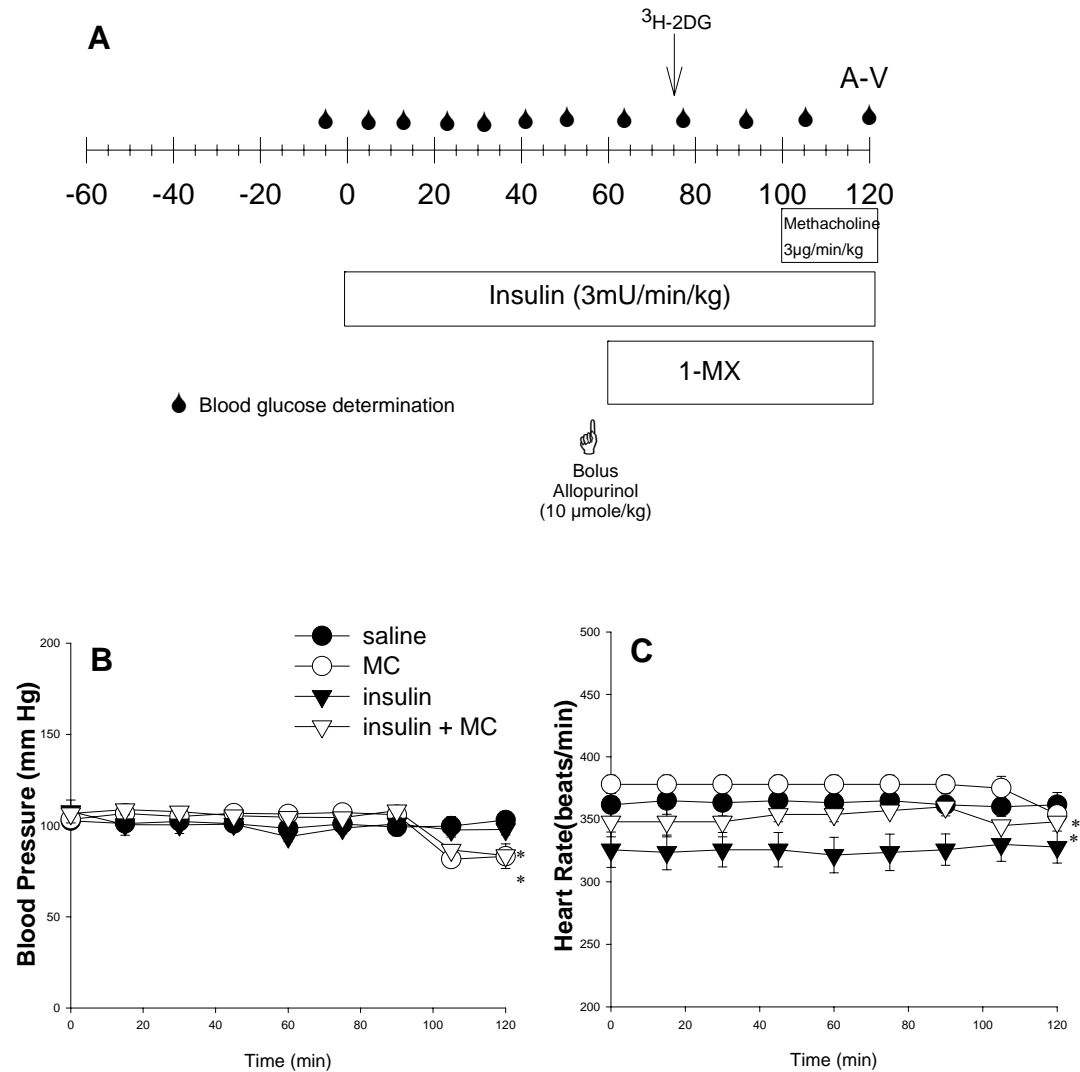 A
³H-2DG
A-V
-60 -40 -20 0 20 40 60 80 100 120
Methacholine
3µg/min/kg
Insulin (3mU/min/kg)
1-MX
Blood glucose determination
Bolus
Allopurinol
(10 µmole/kg)
B
saline
MC
insulin
insulin + MC
Blood Pressure (mm Hg)
200
150
100
50
0
0 20 40 60 80 100 120
Time (min)
*
*
C
Heart Rate(beats/min)
500
450
400
350
300
250
200
0 20 40 60 80 100 120
Time (min)
*
*